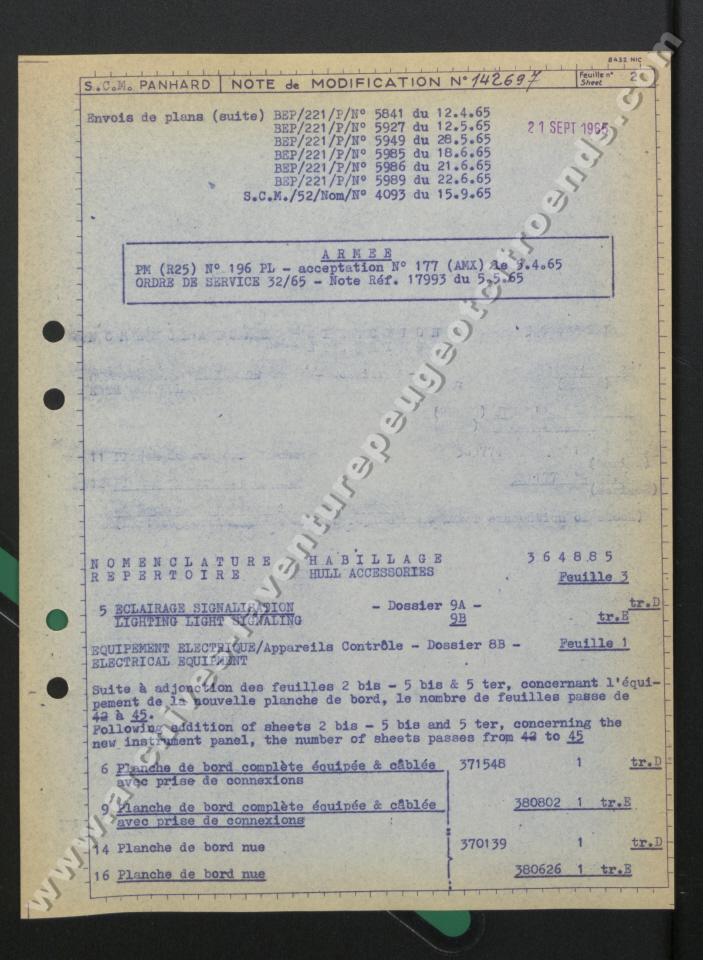 8432 NIC
S.C.M. PANHARD NOTE de MODIFICATION N° 142697 Feuille n° 2
Sheet
Envois de plans (suite) BEP/221/P/N° 5841 du 12.4.65
BEP/221/P/N° 5927 du 12.5.65
21 SEPT 1965
BEP/221/P/N° 5949 du 28.5.65
BEP/221/P/N° 5985 du 18.6.65
BEP/221/P/N° 5986 du 21.6.65
BEP/221/P/N° 5989 du 22.6.65
S.C.M./52/Nom/N° 4093 du 15.9.65
ARMEE
PM (R25) N° 196 PL - acceptation N° 177 (AMX) le 5.4.65
ORDRE DE SERVICE 32/65 - Note Réf. 17993 du 5.5.65
NOMENCLATURE HABILLAGE 364885
REPERTOIRE HULL ACCESSORIES Feuille 3
5 ECLAIRAGE SIGNALISATION - Dossier 9A - tr.D
LIGHTING LIGHT SIGNALING 9B tr.E
EQUIPEMENT ELECTRIQUE/Appareils Contrôle - Dossier 8B - Feuille 1
ELECTRICAL EQUIPMENT
Suite à adjonction des feuilles 2 bis - 5 bis & 5 ter, concernant l'équi-
pement de la nouvelle planche de bord, le nombre de feuilles passe de
42 à 45.
Following addition of sheets 2 bis - 5 bis and 5 ter, concerning the
new instrument panel, the number of sheets passes from 42 to 45
6 Planche de bord complète équipée & câblée 371548 1 tr.D
avec prise de connexions
9 Planche de bord complète équipée & câblée 380802 1 tr.E
avec prise de connexions
14 Planche de bord nue 370139 1 tr.D
16 Planche de bord nue 380626 1 tr.E
www.archives-laventurepeugeotcitroends.com